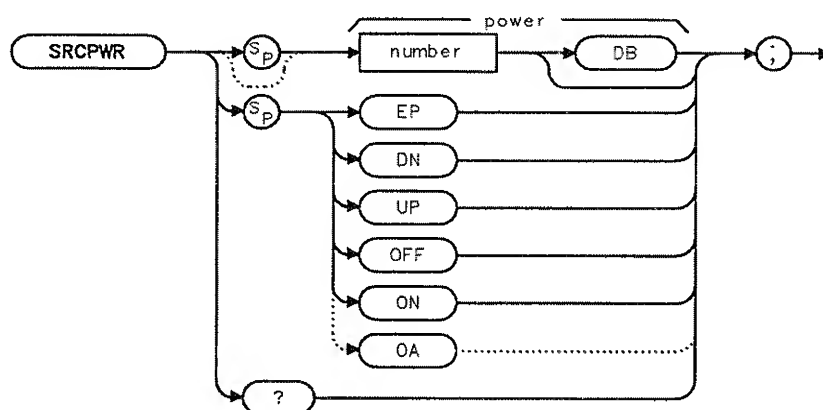 power
SRCPWR SP number DB ;
SP EP
DN
UP
OFF
ON
OA
?